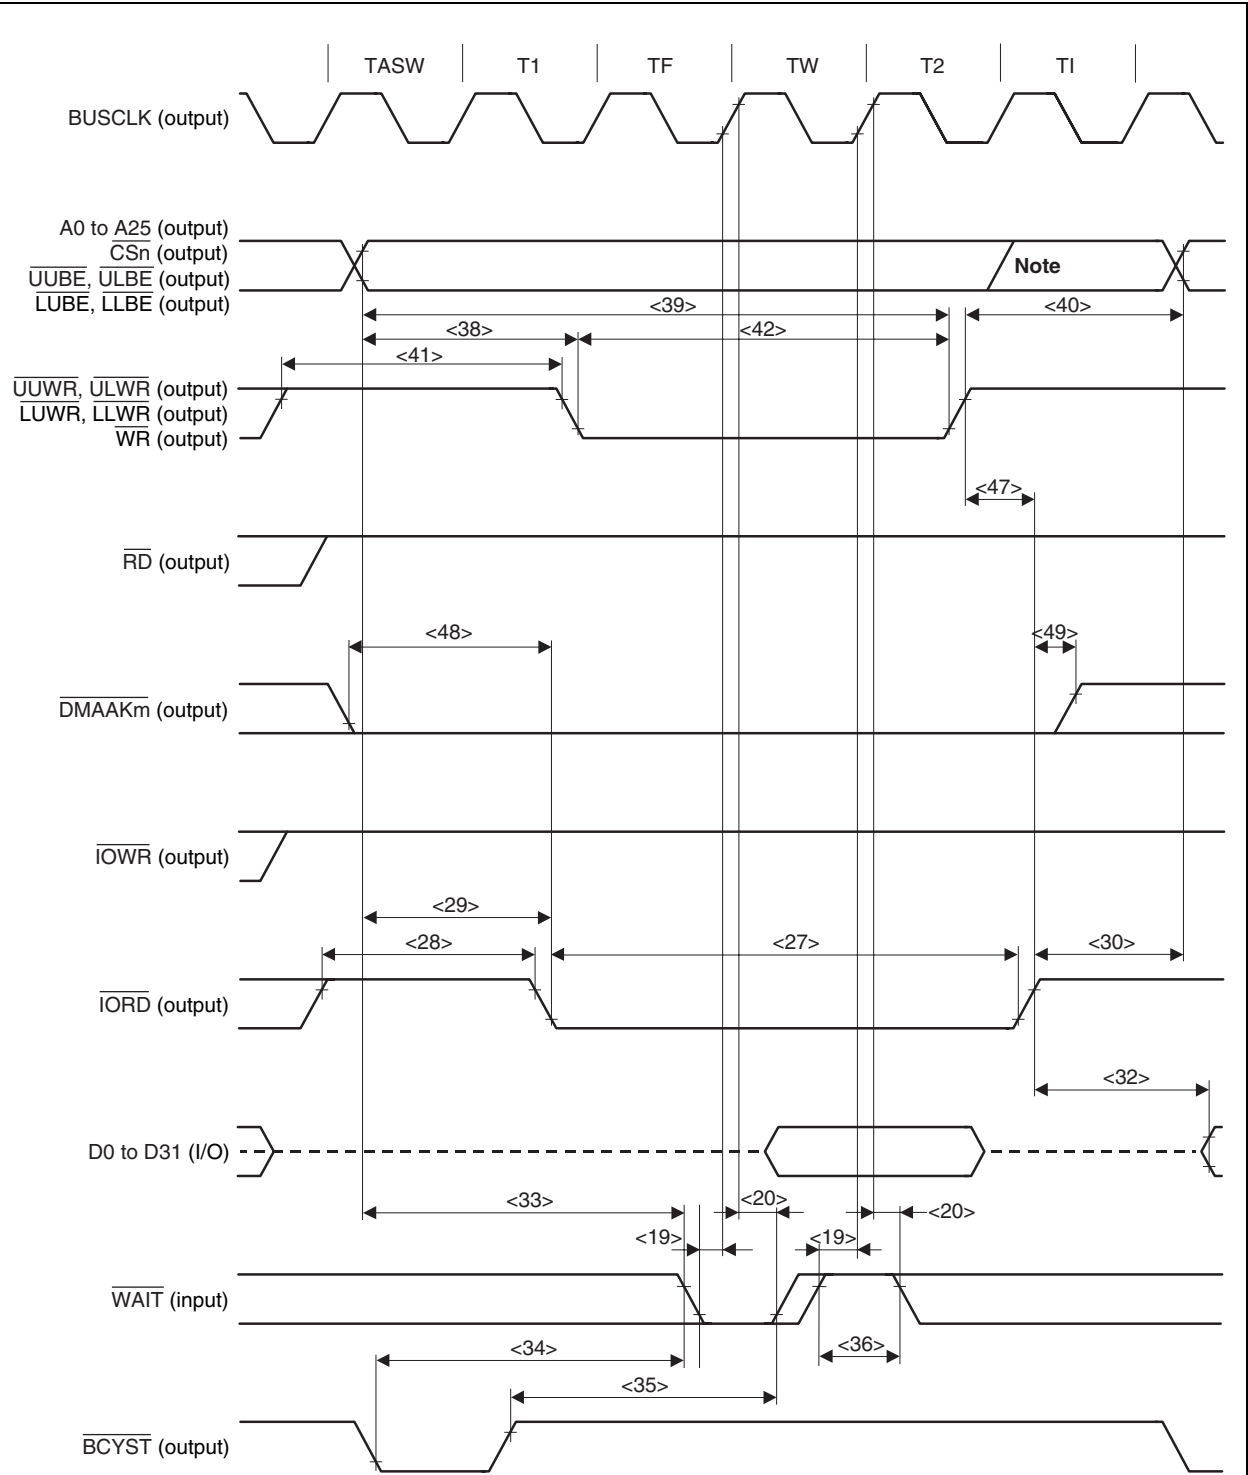 TASW T1 TF TW T2 TI
BUSCLK (output)
A0 to A25 (output)
CSn (output)
UUBE, ULBE (output)
LUBE, LLBE (output)
Note
<39> <40>
<38> <42>
<41>
UUWR, ULWR (output)
LUWR, LLWR (output)
WR (output)
<47>
RD (output)
<48> <49>
DMAAKm (output)
IOWR (output)
<29>
<28> <27> <30>
IORD (output)
<32>
D0 to D31 (I/O)
<33> <20> <20>
<19> <19>
WAIT (input)
<34> <36>
<35>
BCYST (output)